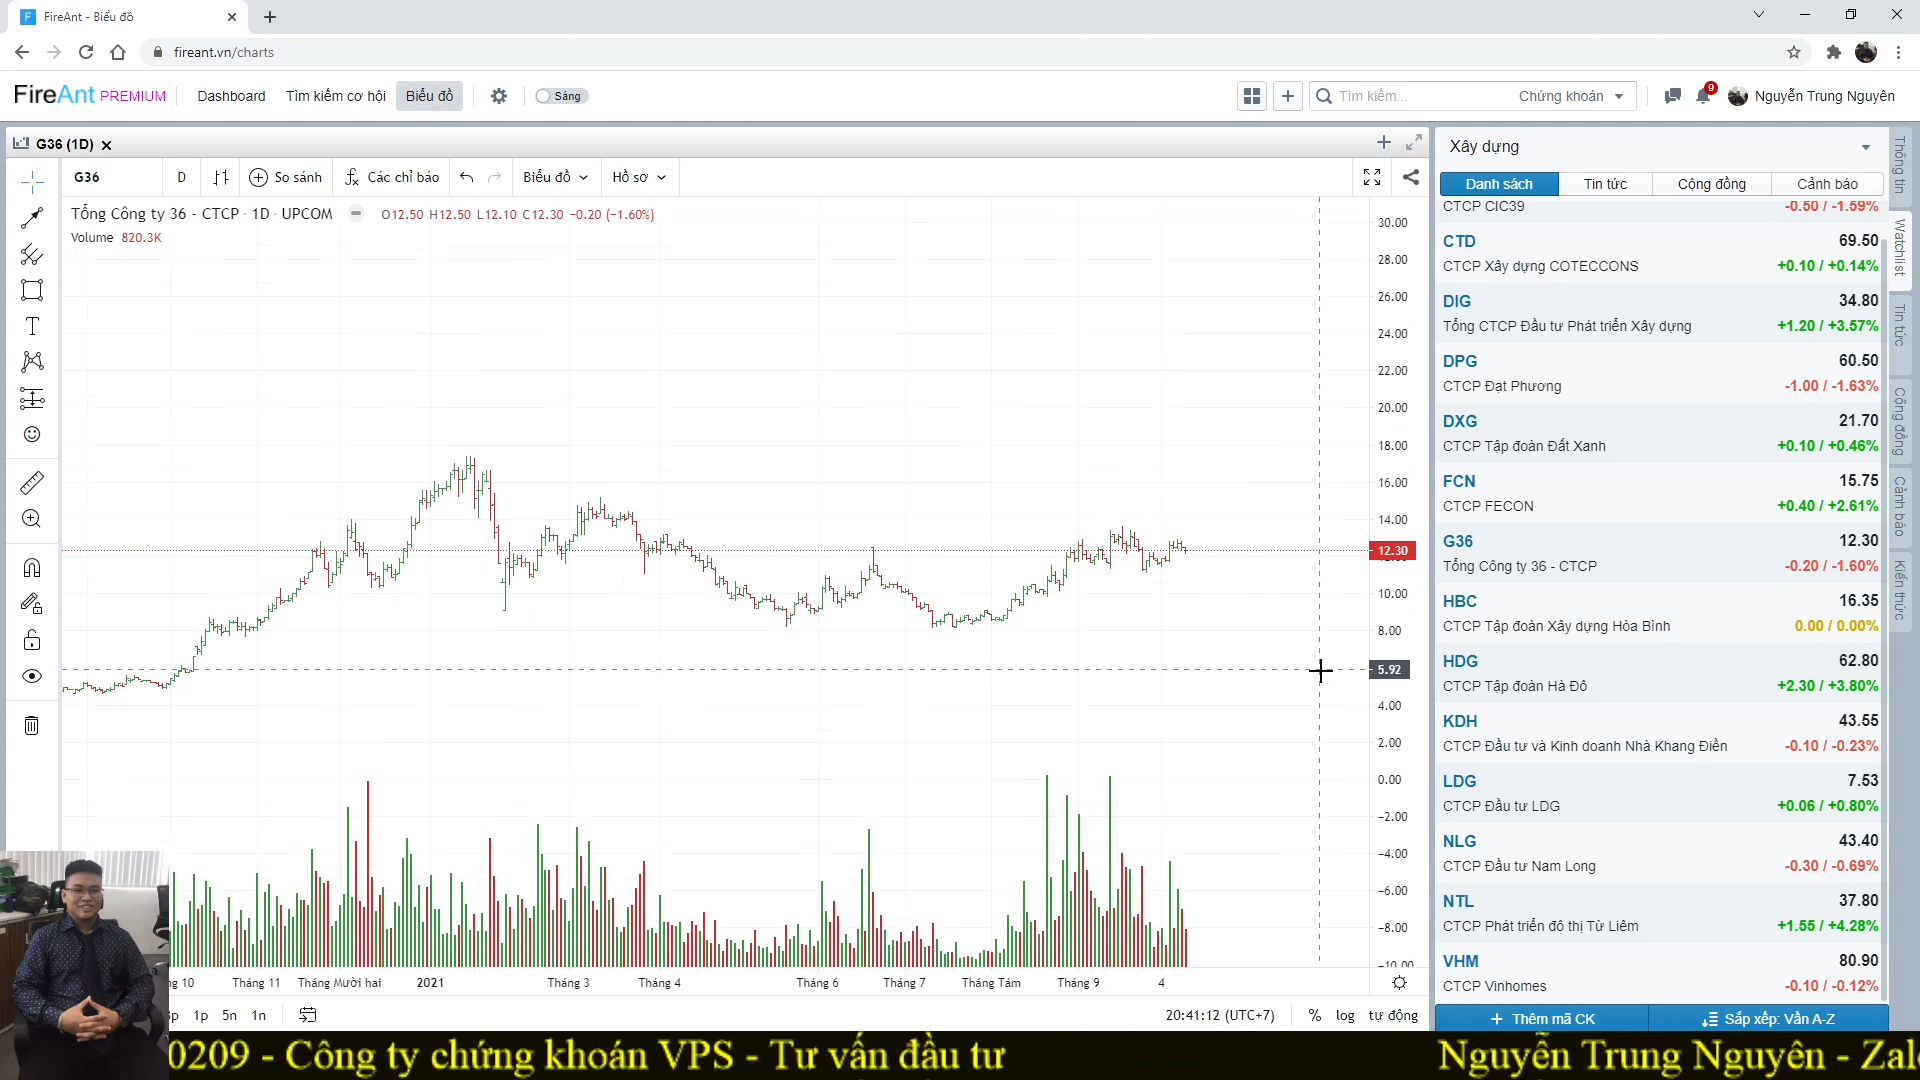 FireAnt - Biểu đồ
fireant.vn/charts
FireAnt PREMIUM
Dashboard
Tìm kiếm cơ hội
Biểu đồ
Sáng
Tìm kiếm...
Chứng khoán
9
Nguyễn Trung Nguyên
G36 (1D)
G36
D
So sánh
Các chỉ báo
Biểu đồ
Hồ sơ
Tổng Công ty 36 - CTCP · 1D · UPCOM
O12.50 H12.50 L12.10 C12.30 −0.20 (−1.60%)
Volume 820.3K
30.00
28.00
26.00
24.00
22.00
20.00
18.00
16.00
14.00
12.30
10.00
8.00
5.92
4.00
2.00
0.00
−2.00
−4.00
−6.00
−8.00
−10.00
Tháng 11
Tháng Mười hai
2021
Tháng 3
Tháng 4
Tháng 6
Tháng 7
Tháng Tám
Tháng 9
4
1p
5n
1n
20:41:12 (UTC+7)
%
log
tự động
Xây dựng
Danh sách
Tin tức
Cộng đồng
Cảnh báo
CTCP CIC39 -0.50 / -1.59%
CTD 69.50
CTCP Xây dựng COTECCONS +0.10 / +0.14%
DIG 34.80
Tổng CTCP Đầu tư Phát triển Xây dựng +1.20 / +3.57%
DPG 60.50
CTCP Đạt Phương -1.00 / -1.63%
DXG 21.70
CTCP Tập đoàn Đất Xanh +0.10 / +0.46%
FCN 15.75
CTCP FECON +0.40 / +2.61%
G36 12.30
Tổng Công ty 36 - CTCP -0.20 / -1.60%
HBC 16.35
CTCP Tập đoàn Xây dựng Hòa Bình 0.00 / 0.00%
HDG 62.80
CTCP Tập đoàn Hà Đô +2.30 / +3.80%
KDH 43.55
CTCP Đầu tư và Kinh doanh Nhà Khang Điền -0.10 / -0.23%
LDG 7.53
CTCP Đầu tư LDG +0.06 / +0.80%
NLG 43.40
CTCP Đầu tư Nam Long -0.30 / -0.69%
NTL 37.80
CTCP Phát triển đô thị Từ Liêm +1.55 / +4.28%
VHM 80.90
CTCP Vinhomes -0.10 / -0.12%
Thêm mã CK
Sắp xếp: Vần A-Z
Thông tin
Watchlist
Tin tức
Cộng đồng
Cảnh báo
Kiến thức
0209 - Công ty chứng khoán VPS - Tư vấn đầu tư
Nguyễn Trung Nguyên - Zal